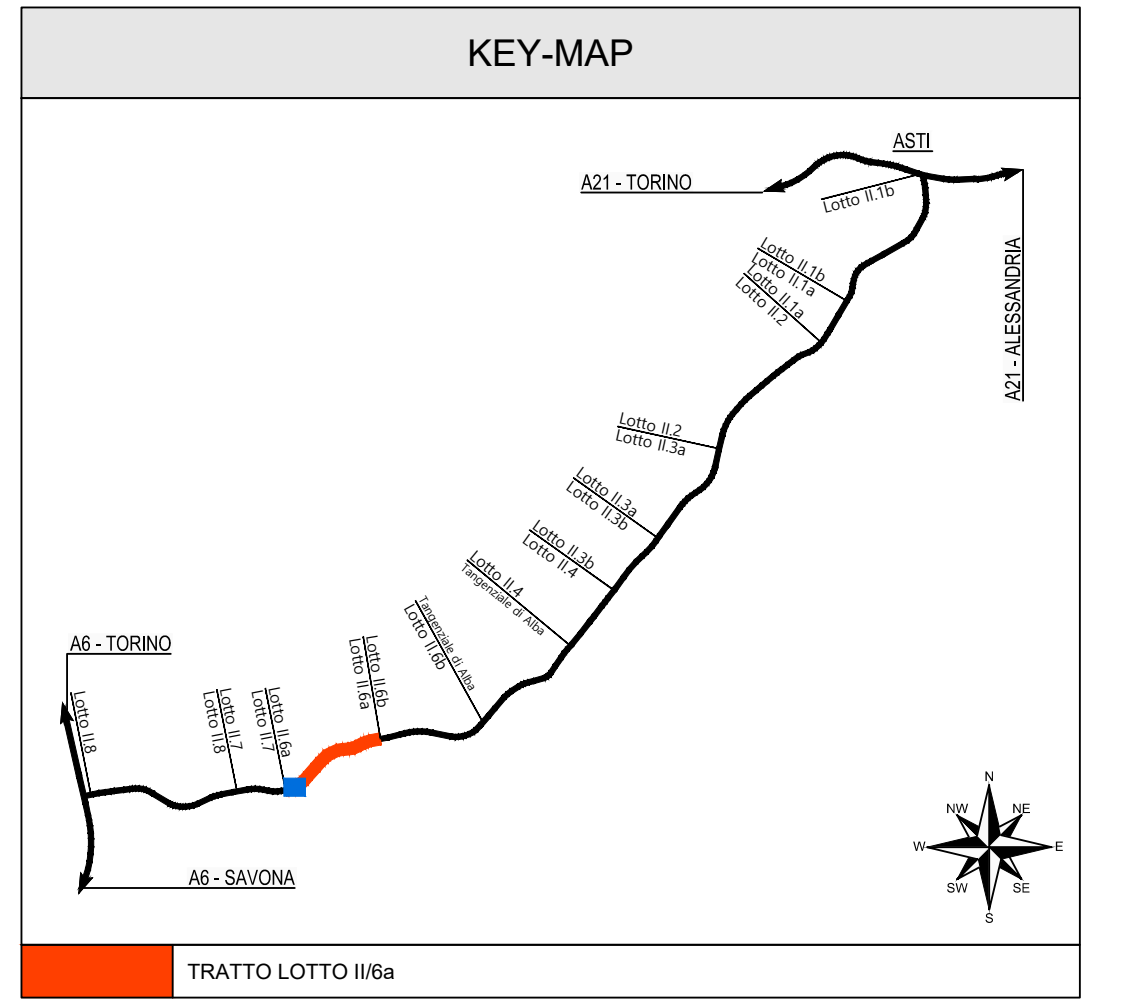 KEY-MAP
ASTI
A21 - TORINO
Lotto II.1b
A21 - ALESSANDRIA
Lotto II.1b
Lotto II.1a
Lotto II.1a
Lotto II.2
Lotto II.2
Lotto II.3a
Lotto II.3a
Lotto II.3b
Lotto II.3b
Lotto II.4
Lotto II.4
Tangenziale di Alba
Tangenziale di Alba
Lotto II.6b
Lotto II.6b
Lotto II.6a
A6 - TORINO
Lotto II.8
Lotto II.7
Lotto II.8
Lotto II.6a
Lotto II.7
A6 - SAVONA
N
NW
NE
W
E
SW
SE
S
TRATTO LOTTO II/6a